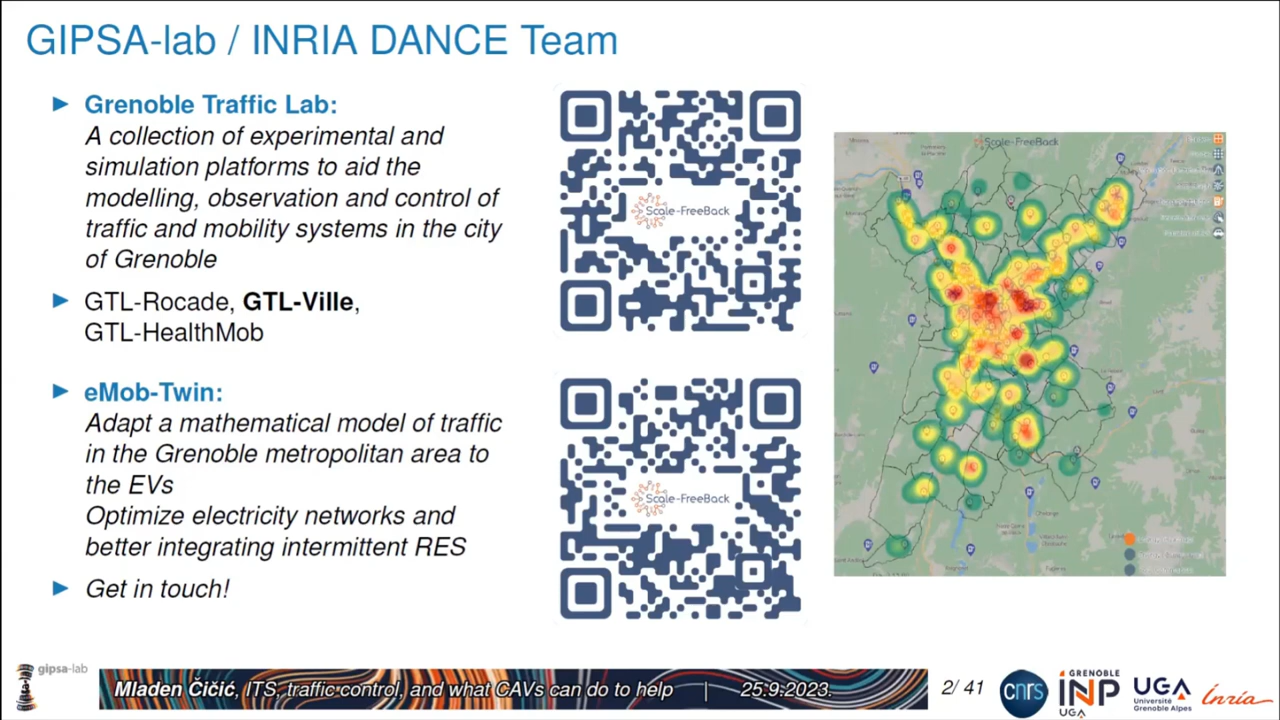 GIPSA-lab / INRIA DANCE Team
Grenoble Traffic Lab:
A collection of experimental and
simulation platforms to aid the
modelling, observation and control of
traffic and mobility systems in the city
of Grenoble
GTL-Rocade, GTL-Ville,
GTL-HealthMob
eMob-Twin:
Adapt a mathematical model of traffic
in the Grenoble metropolitan area to
the EVs
Optimize electricity networks and
better integrating intermittent RES
Get in touch!
Scale-FreeBack
Scale-FreeBack
Scale-FreeBack
gipsa-lab
Mladen Čičić, ITS, traffic control, and what CAVs can do to help | 25.9.2023.
2/ 41
cnrs
GRENOBLE
INP
UGA
UGA
Université
Grenoble Alpes
Inria